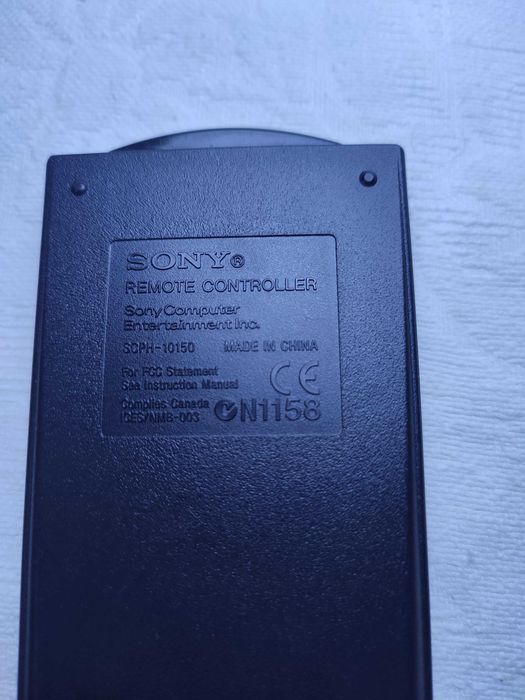 SONY®
REMOTE CONTROLLER
Sony Computer
Entertainment Inc.
SCPH-10150 MADE IN CHINA
For FCC Statement
See Instruction Manual
CE
Complies Canada
ICES/NMB-003
N1158